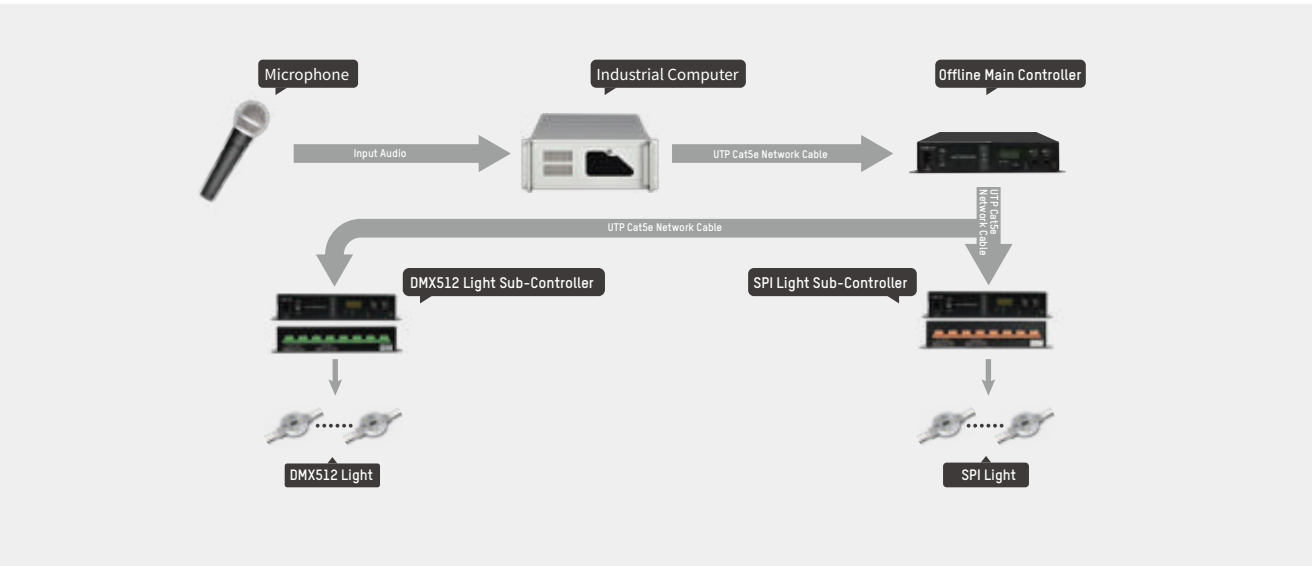 Microphone
Industrial Computer
Offline Main Controller
Input Audio
UTP Cat5e Network Cable
UTP Cat5e
Network Cable
UTP Cat5e Network Cable
DMX512 Light Sub-Controller
SPI Light Sub-Controller
DMX512 Light
SPI Light